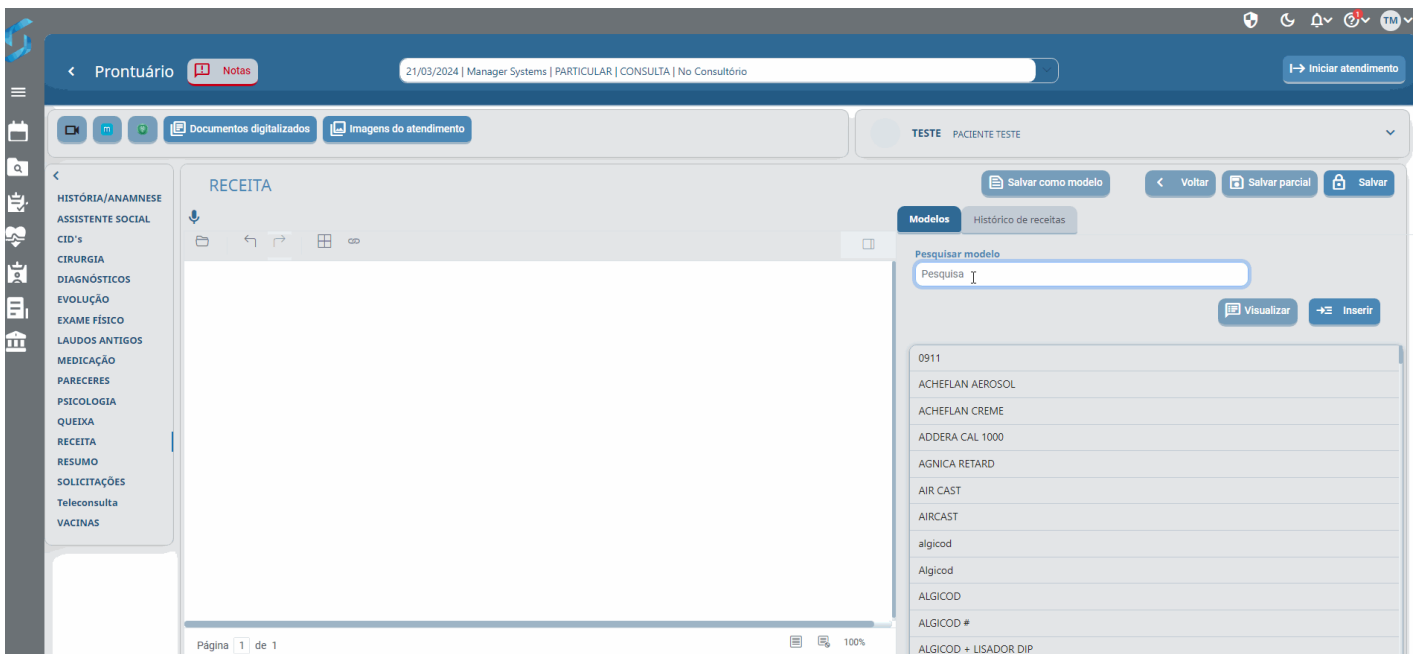 1
TM
Prontuário
Notas
21/03/2024 | Manager Systems | PARTICULAR | CONSULTA | No Consultório
Iniciar atendimento
m
Documentos digitalizados
Imagens do atendimento
TESTE PACIENTE TESTE
HISTÓRIA/ANAMNESE
ASSISTENTE SOCIAL
CID's
CIRURGIA
DIAGNÓSTICOS
EVOLUÇÃO
EXAME FÍSICO
LAUDOS ANTIGOS
MEDICAÇÃO
PARECERES
PSICOLOGIA
QUEIXA
RECEITA
RESUMO
SOLICITAÇÕES
Teleconsulta
VACINAS
RECEITA
Salvar como modelo
Voltar
Salvar parcial
Salvar
Página 1 de 1
100%
Modelos
Histórico de receitas
Pesquisar modelo
Pesquisa
Visualizar
Inserir
0911
ACHEFLAN AEROSOL
ACHEFLAN CREME
ADDERA CAL 1000
AGNICA RETARD
AIR CAST
AIRCAST
algicod
Algicod
ALGICOD
ALGICOD #
ALGICOD + LISADOR DIP